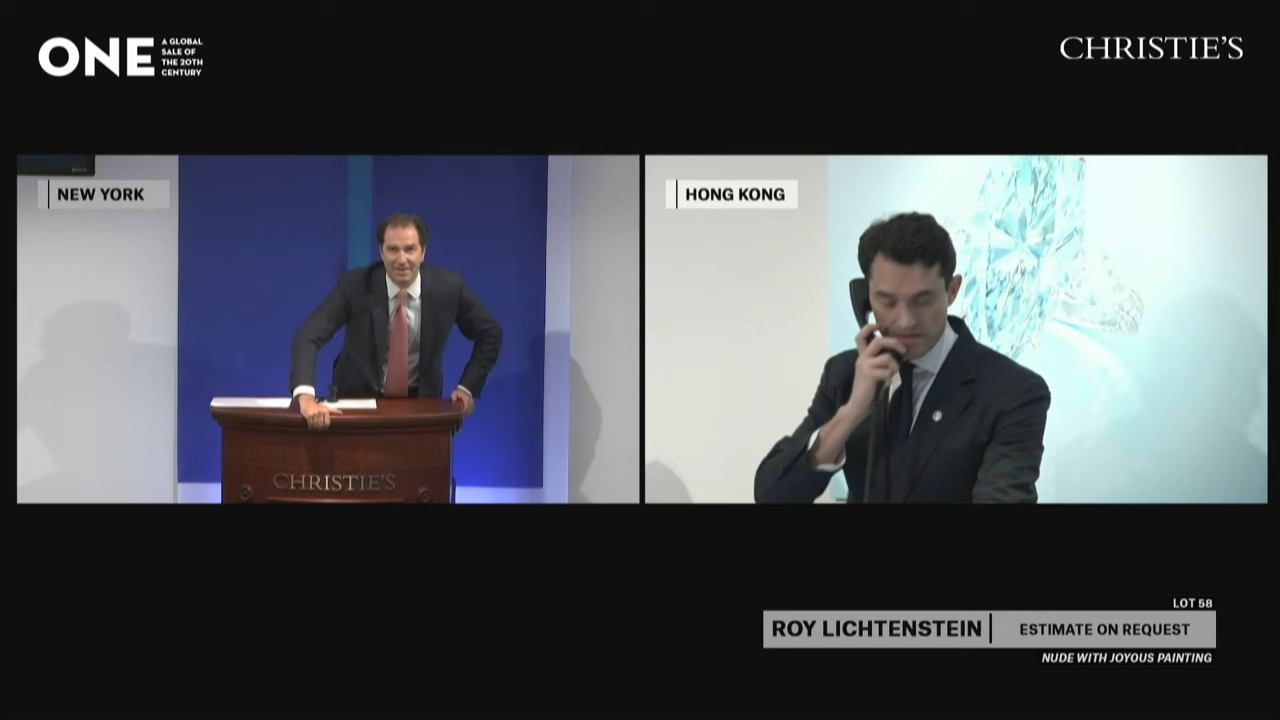 ONE
A GLOBAL
SALE OF
THE 20TH
CENTURY
CHRISTIE'S
NEW YORK
HONG KONG
CHRISTIE'S
LOT 58
ROY LICHTENSTEIN
ESTIMATE ON REQUEST
NUDE WITH JOYOUS PAINTING